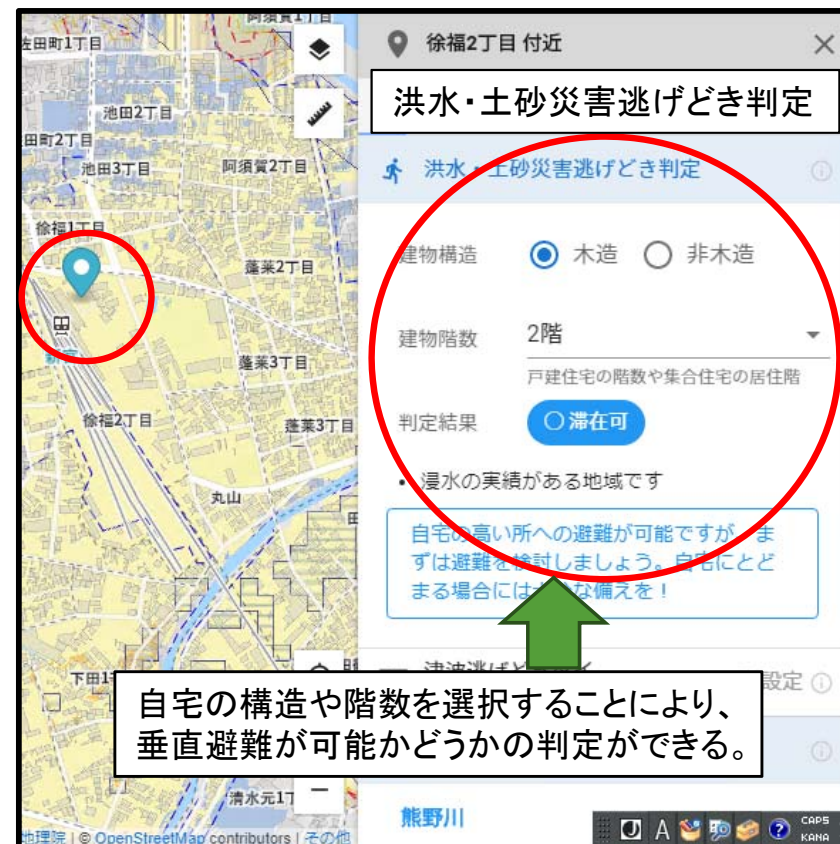 佐田町1丁目
阿須賀1丁目
池田2丁目
田町2丁目
池田3丁目
阿須賀2丁目
徐福1丁目
蓬莱2丁目
新宮
蓬莱3丁目
徐福2丁目
蓬莱3丁目
丸山
下田1
清水元1丁
地理院 | © OpenStreetMap contributors | その他
徐福2丁目 付近
洪水・土砂災害逃げどき判定
洪水・土砂災害逃げどき判定
建物構造 木造 非木造
建物階数 2階
戸建住宅の階数や集合住宅の居住階
判定結果 〇滞在可
• 浸水の実績がある地域です
自宅の高い所への避難が可能ですが、ま
ずは避難を検討しましょう。自宅にとど
まる場合には な備えを！
設定
自宅の構造や階数を選択することにより、
垂直避難が可能かどうかの判定ができる。
熊野川
A
CAPS
KANA